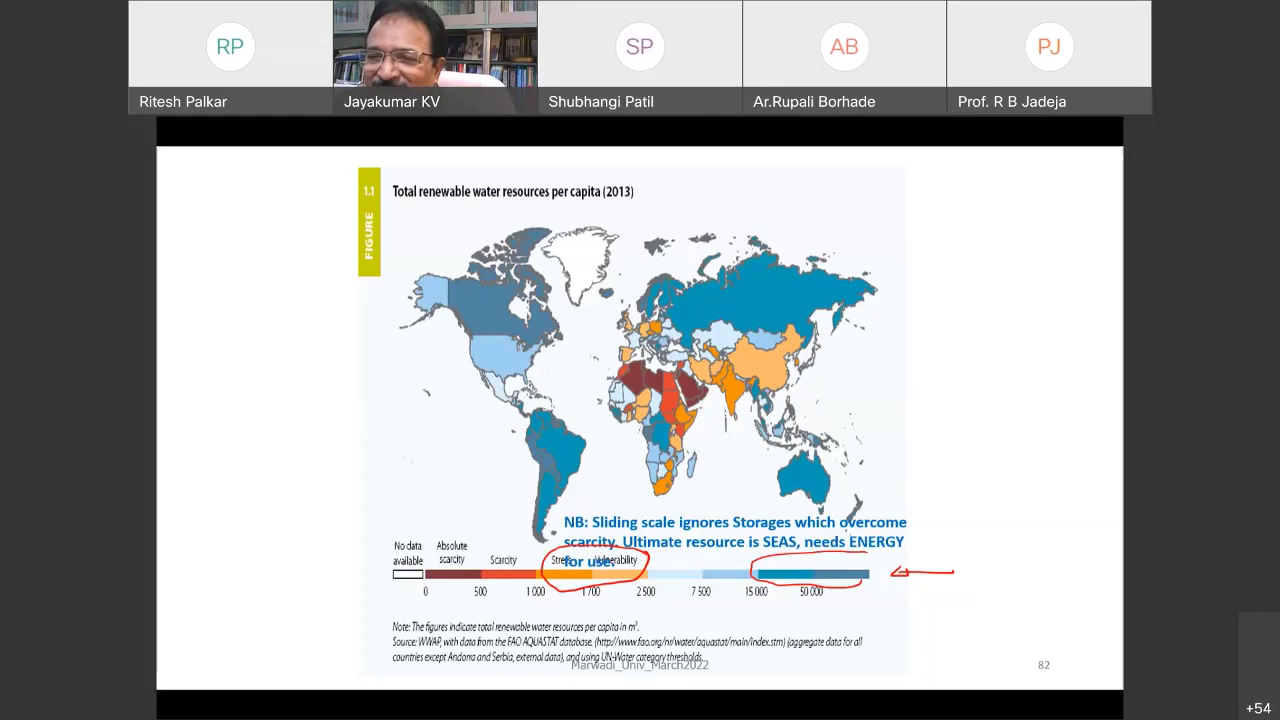 RP
SP
AB
PJ
Ritesh Palkar
Jayakumar KV
Shubhangi Patil
Ar.Rupali Borhade
Prof. R B Jadeja
FIGURE 1.1
Total renewable water resources per capita (2013)
NB: Sliding scale ignores Storages which overcome
scarcity. Ultimate resource is SEAS, needs ENERGY
for use.
No data
available
Absolute
scarcity
Scarcity
Stress
Vulnerability
0 500 1 000 1 700 2 500 7 500 15 000 50 000
Note: The figures indicate total renewable water resources per capita in m³.
Source: WWAP, with data from the FAO AQUASTAT database. (http://www.fao.org/nr/water/aquastat/main/index.stm) (aggregate data for all
countries except Andorra and Serbia, external data), and using UN-Water category thresholds.
Marwadi_Univ_March2022
82
+54